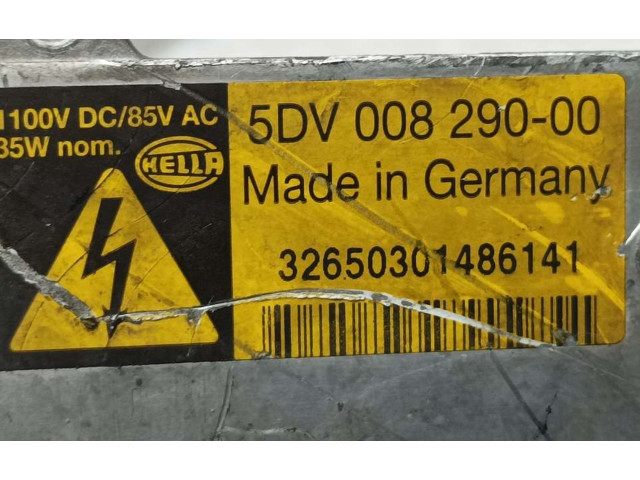 1100V DC/85V AC
35W nom.
HELLA
5DV 008 290-00
Made in Germany
32650301486141